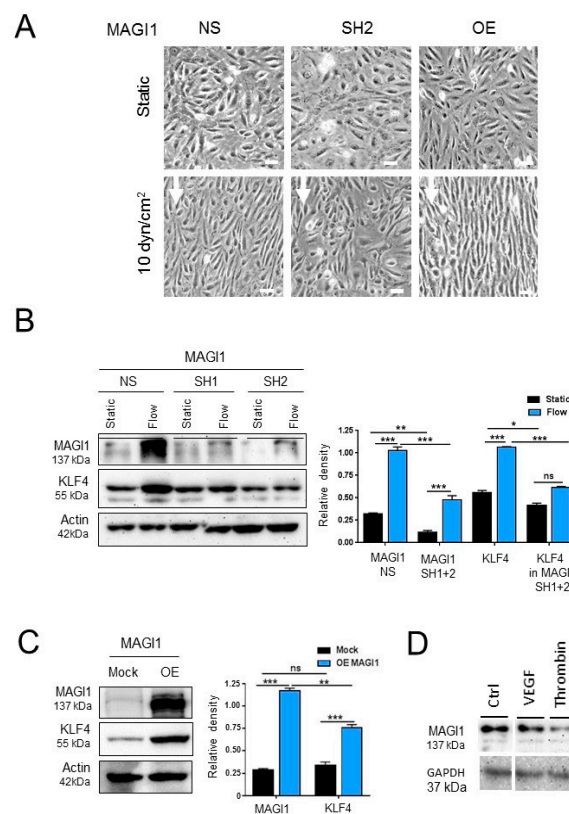 A
MAGI1 NS SH2 OE
Static
10 dyn/cm²
B
MAGI1
NS SH1 SH2
Static Flow Static Flow Static Flow
MAGI1
137 kDa
KLF4
55 kDa
Actin
42kDa
Static
Flow
Relative density
1.25
1.00
0.75
0.50
0.25
0.00
** *
*** *** *** ***
*** ns
MAGI1
NS
MAGI1
SH1+2
KLF4
KLF4
in MAGI
SH1+2
C
MAGI1
Mock OE
MAGI1
137 kDa
KLF4
55 kDa
Actin
42kDa
Mock
OE MAGI1
Relative density
1.25
1.00
0.75
0.50
0.25
0.00
ns
*** **
***
MAGI1 KLF4
D
Ctrl VEGF Thrombin
MAGI1
137 kDa
GAPDH
37 kDa